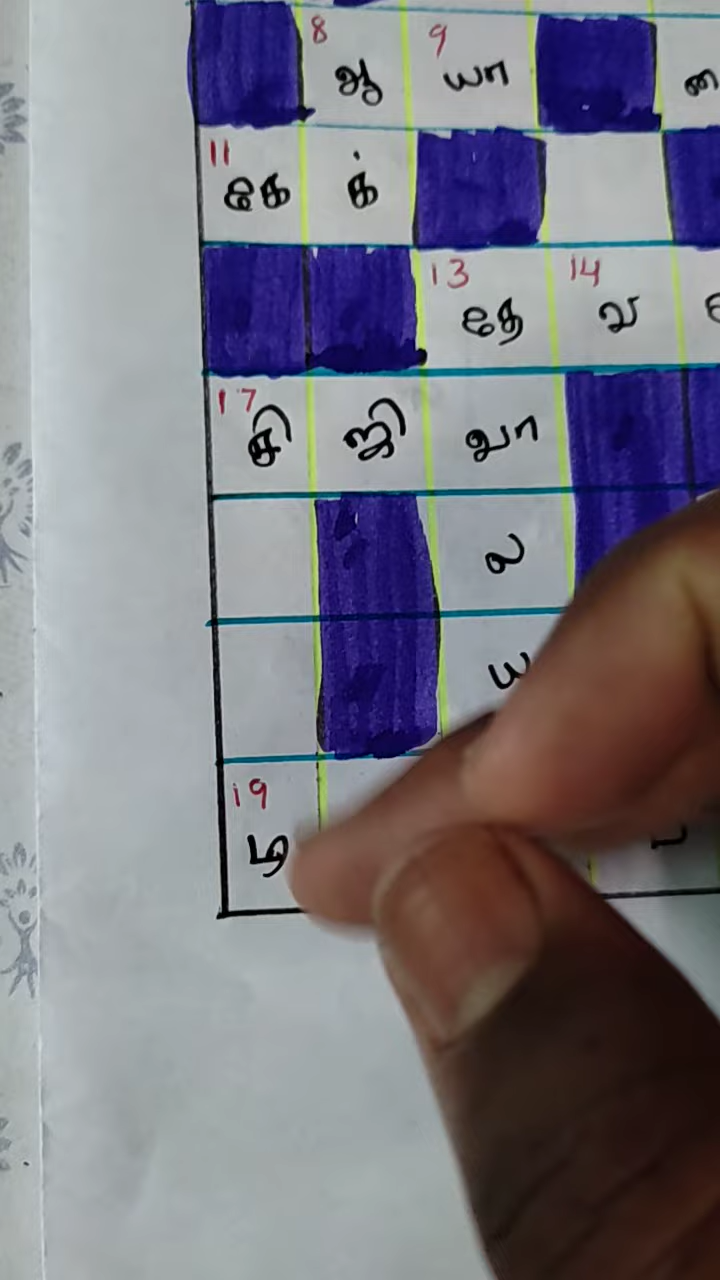 8 ஆ 9 யா
11 கே க்
13 தே 14 வ
17 சி ஜி வா
ல
ய
19 டி